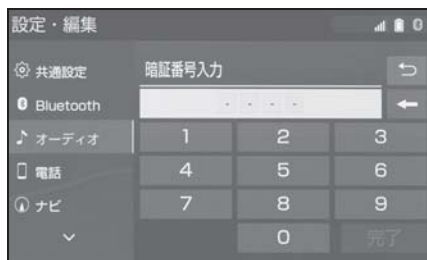 設定・編集
共通設定
暗証番号入力
Bluetooth
- - - -
オーディオ
1 2 3
電話
4 5 6
ナビ
7 8 9
0 完了